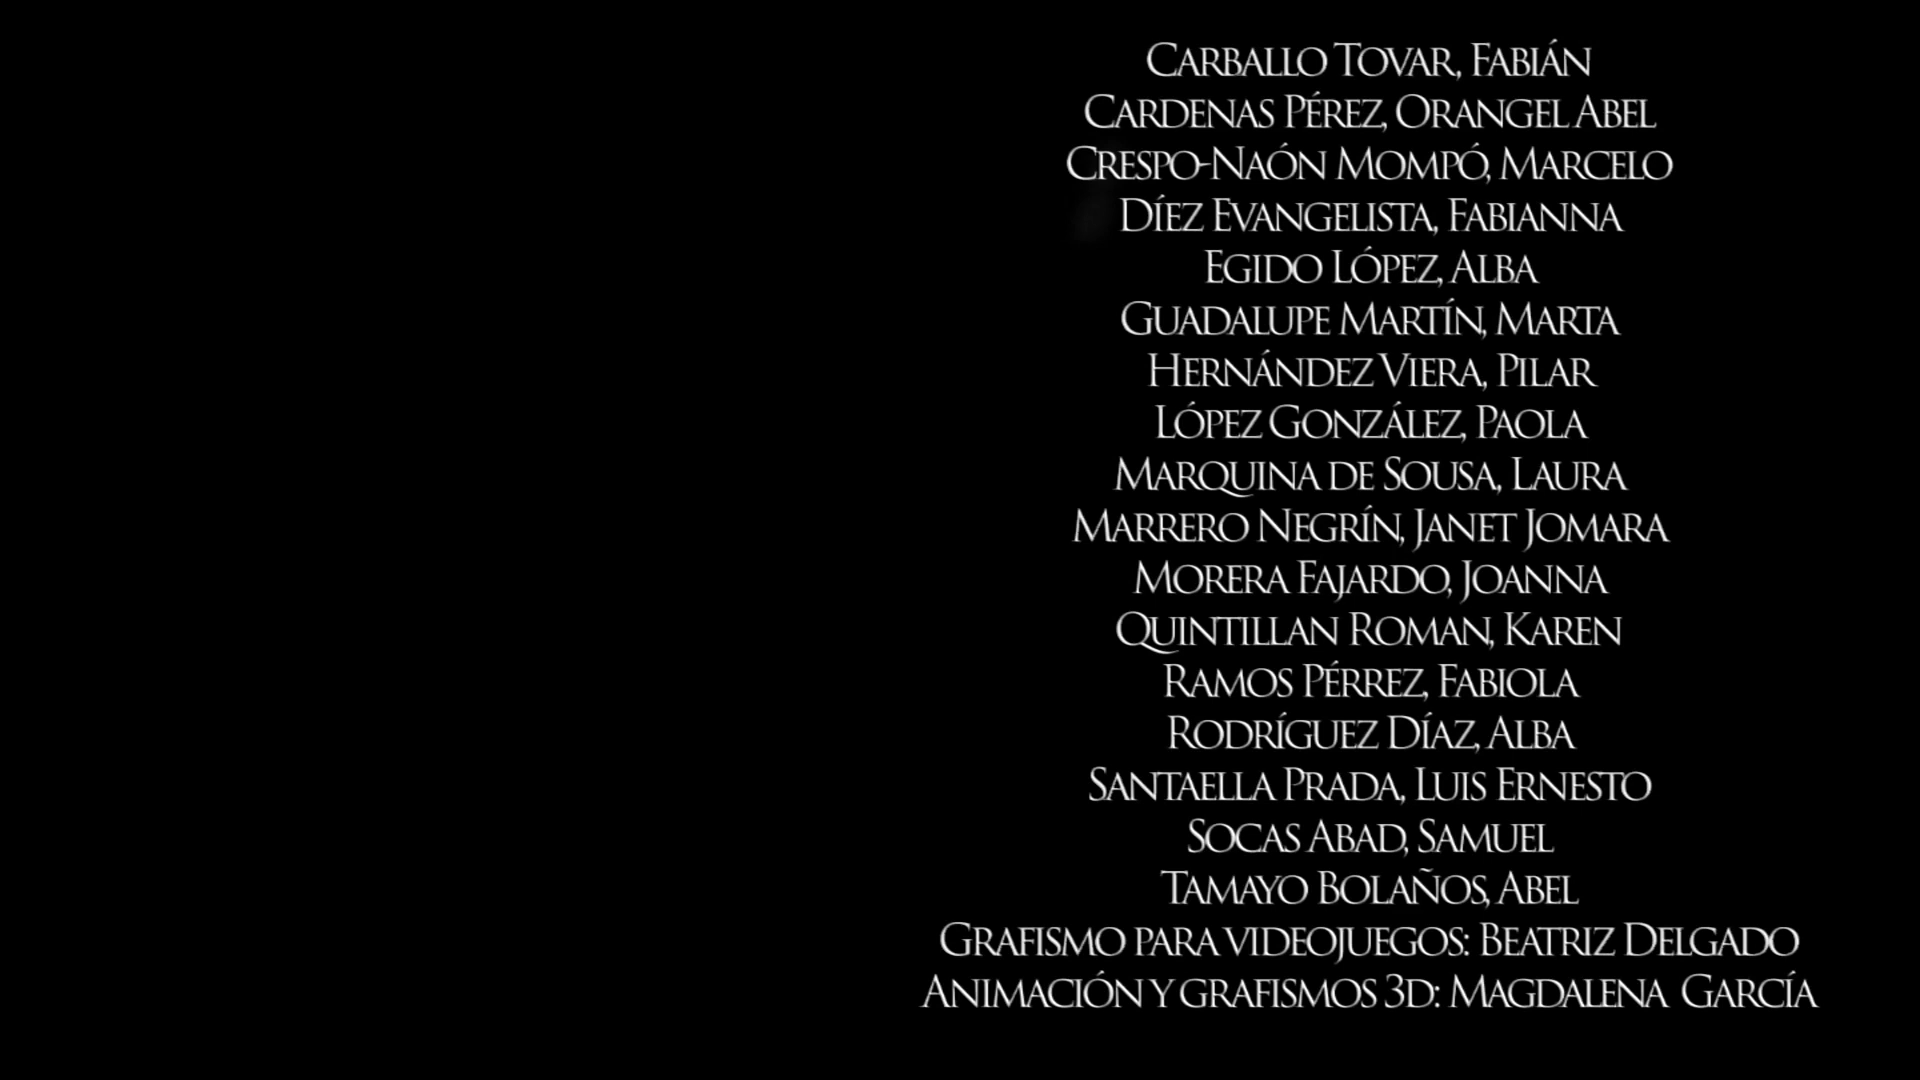 Carballo Tovar, Fabián
Cardenas Pérez, Orangel Abel
Crespo-Naón Mompó, Marcelo
Díez Evangelista, Fabianna
Egido López, Alba
Guadalupe Martín, Marta
Hernández Viera, Pilar
López González, Paola
Marquina de Sousa, Laura
Marrero Negrín, Janet Jomara
Morera Fajardo, Joanna
Quintillan Roman, Karen
Ramos Pérrez, Fabiola
Rodríguez Díaz, Alba
Santaella Prada, Luis Ernesto
Socas Abad, Samuel
Tamayo Bolaños, Abel
Grafismo para videojuegos: Beatriz Delgado
Animación y grafismos 3d: Magdalena García